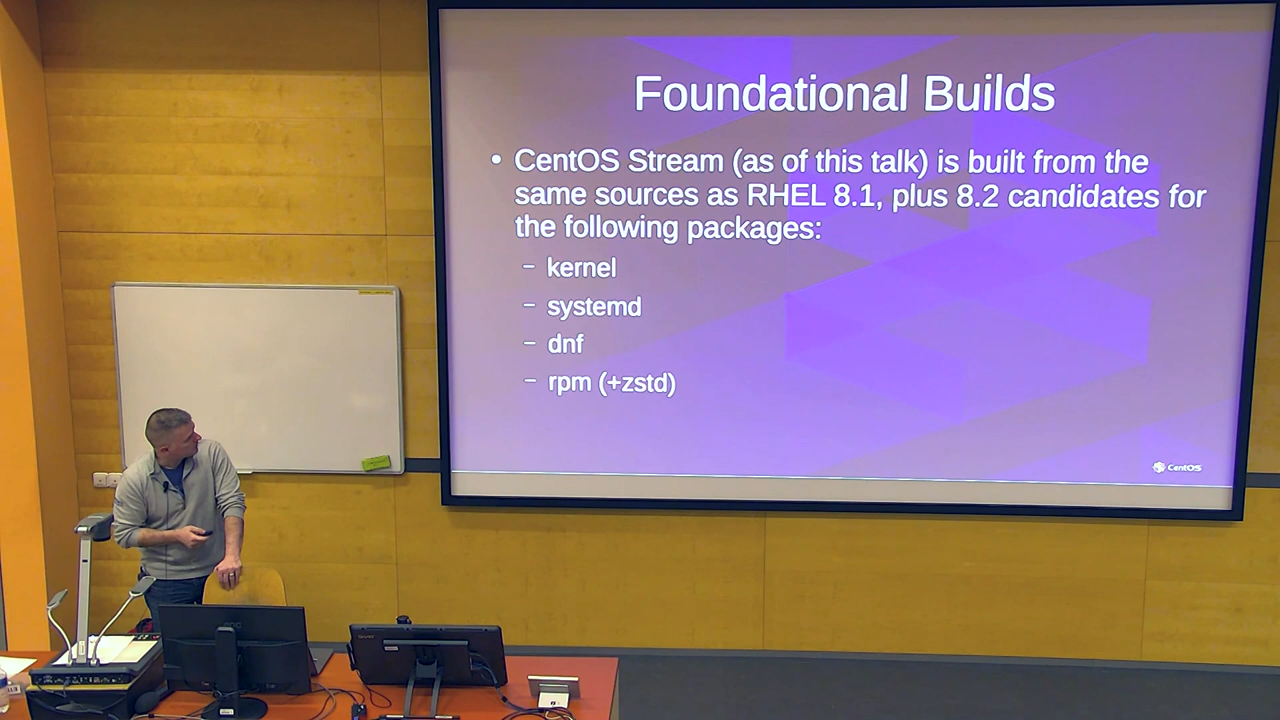 Foundational Builds
• CentOS Stream (as of this talk) is built from the
same sources as RHEL 8.1, plus 8.2 candidates for
the following packages:
– kernel
– systemd
– dnf
– rpm (+zstd)
CentOS